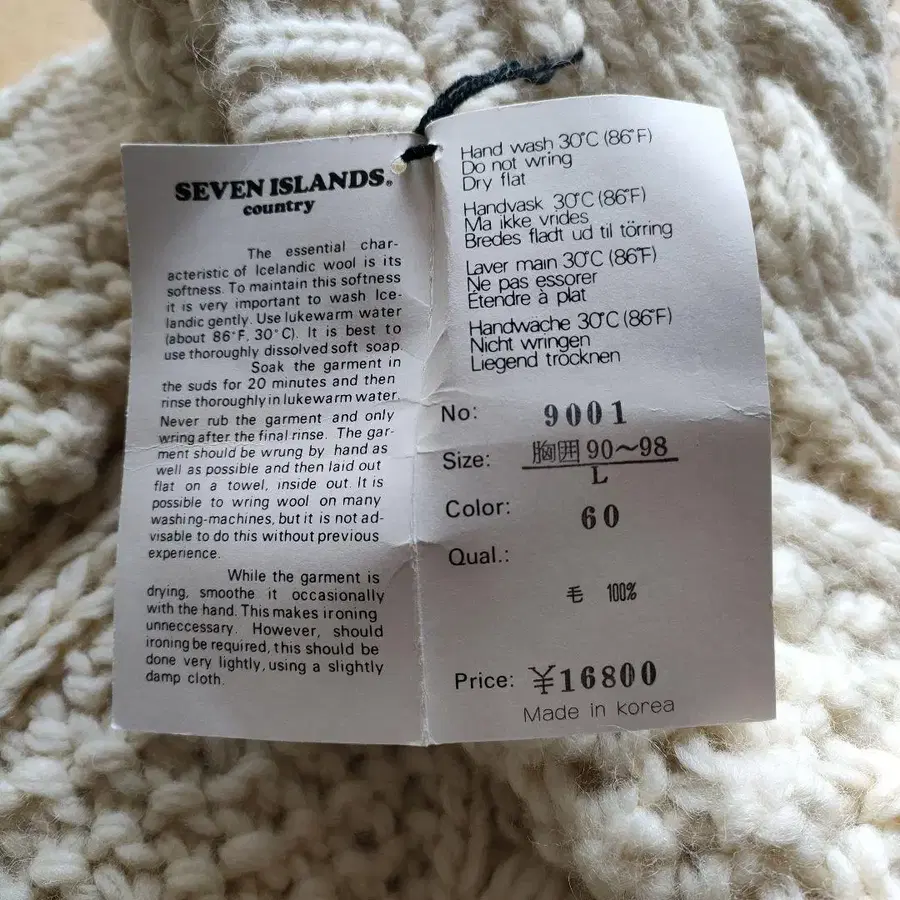 SEVEN ISLANDS®
country
The essential char-
acteristic of Icelandic wool is its
softness. To maintain this softness
it is very important to wash Ice-
landic gently. Use lukewarm water
(about 86°F, 30°C). It is best to
use thoroughly dissolved soft soap.
Soak the garment in
the suds for 20 minutes and then
rinse thoroughly in lukewarm water.
Never rub the garment and only
wring after the final rinse. The gar-
ment should be wrung by hand as
well as possible and then laid out
flat on a towel, inside out. It is
possible to wring wool on many
washing-machines, but it is not ad-
visable to do this without previous
experience.
While the garment is
drying, smoothe it occasionally
with the hand. This makes ironing
unneccessary. However, should
ironing be required, this should be
done very lightly, using a slightly
damp cloth.
Hand wash 30°C (86°F)
Do not wring
Dry flat
Handvask 30°C (86°F)
Ma ikke vrides
Bredes fladt ud til törring
Laver main 30°C (86°F)
Ne pas essorer
Etendre à plat
Handwäche 30°C (86°F)
Nicht wringen
Liegend trocknen
No: 9001
Size: 胸囲 90～98
L
Color: 60
Qual.:
毛 100%
Price: ¥16800
Made in korea